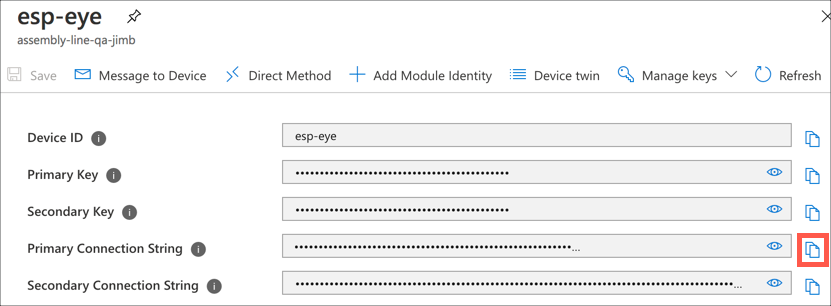 esp-eye
assembly-line-qa-jimb
Save Message to Device Direct Method Add Module Identity Device twin Manage keys Refresh
Device ID esp-eye
Primary Key ••••••••••••••••••••••••••••••••••••••••••••
Secondary Key ••••••••••••••••••••••••••••••••••••••••••••
Primary Connection String •••••••••••••••••••••••••••••••••••••••••••••••••••••••••...
Secondary Connection String ••••••••••••••••••••••••••••••••••••••••••••••••••••••••••••••••••••••••••••••••••••••••••...